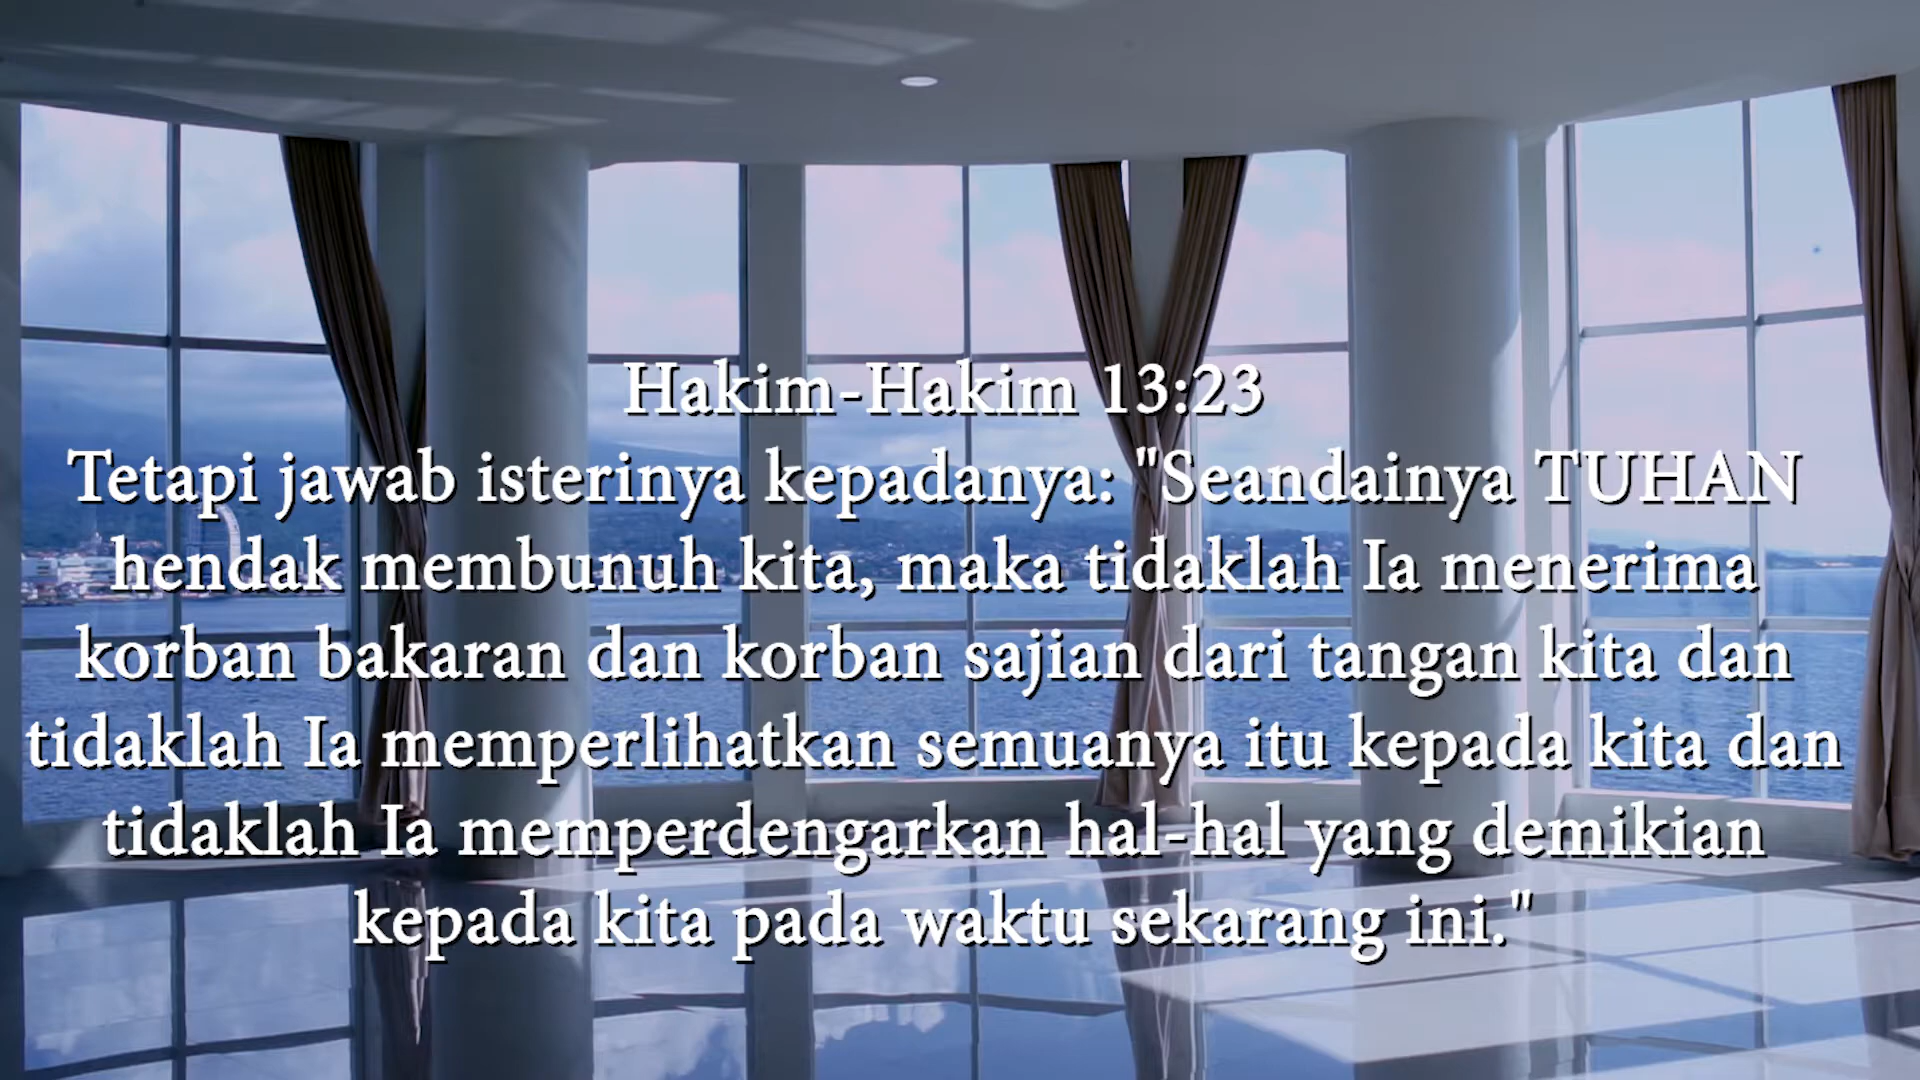 Hakim-Hakim 13:23
Tetapi jawab isterinya kepadanya: "Seandainya TUHAN
hendak membunuh kita, maka tidaklah Ia menerima
korban bakaran dan korban sajian dari tangan kita dan
tidaklah Ia memperlihatkan semuanya itu kepada kita dan
tidaklah Ia memperdengarkan hal-hal yang demikian
kepada kita pada waktu sekarang ini."